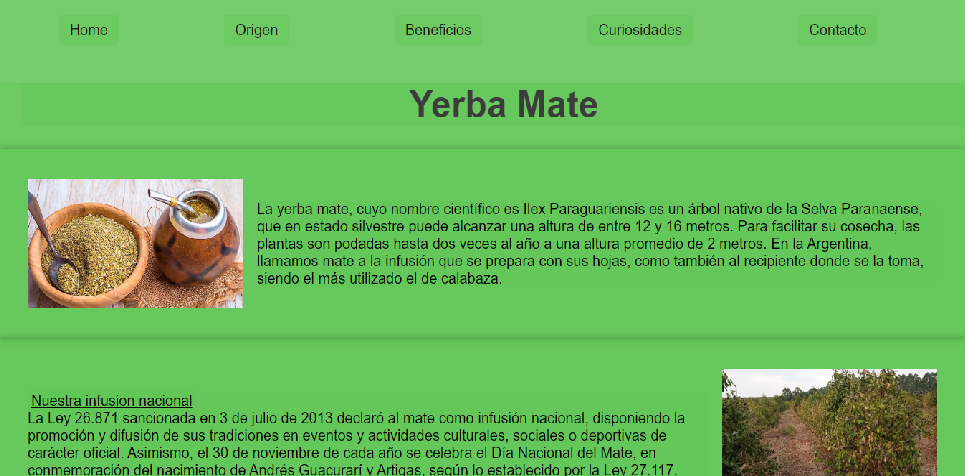 Home
Origen
Beneficios
Curiosidades
Contacto
Yerba Mate
La yerba mate, cuyo nombre científico es Ilex Paraguariensis es un árbol nativo de la Selva Paranaense,
que en estado silvestre puede alcanzar una altura de entre 12 y 16 metros. Para facilitar su cosecha, las
plantas son podadas hasta dos veces al año a una altura promedio de 2 metros. En la Argentina,
llamamos mate a la infusión que se prepara con sus hojas, como también al recipiente donde se la toma,
siendo el más utilizado el de calabaza.
Nuestra infusion nacional
La Ley 26.871 sancionada en 3 de julio de 2013 declaró al mate como infusión nacional, disponiendo la
promoción y difusión de sus tradiciones en eventos y actividades culturales, sociales o deportivas de
carácter oficial. Asimismo, el 30 de noviembre de cada año se celebra el Día Nacional del Mate, en
conmemoración del nacimiento de Andrés Guacurarí y Artigas, según lo establecido por la Ley 27.117.